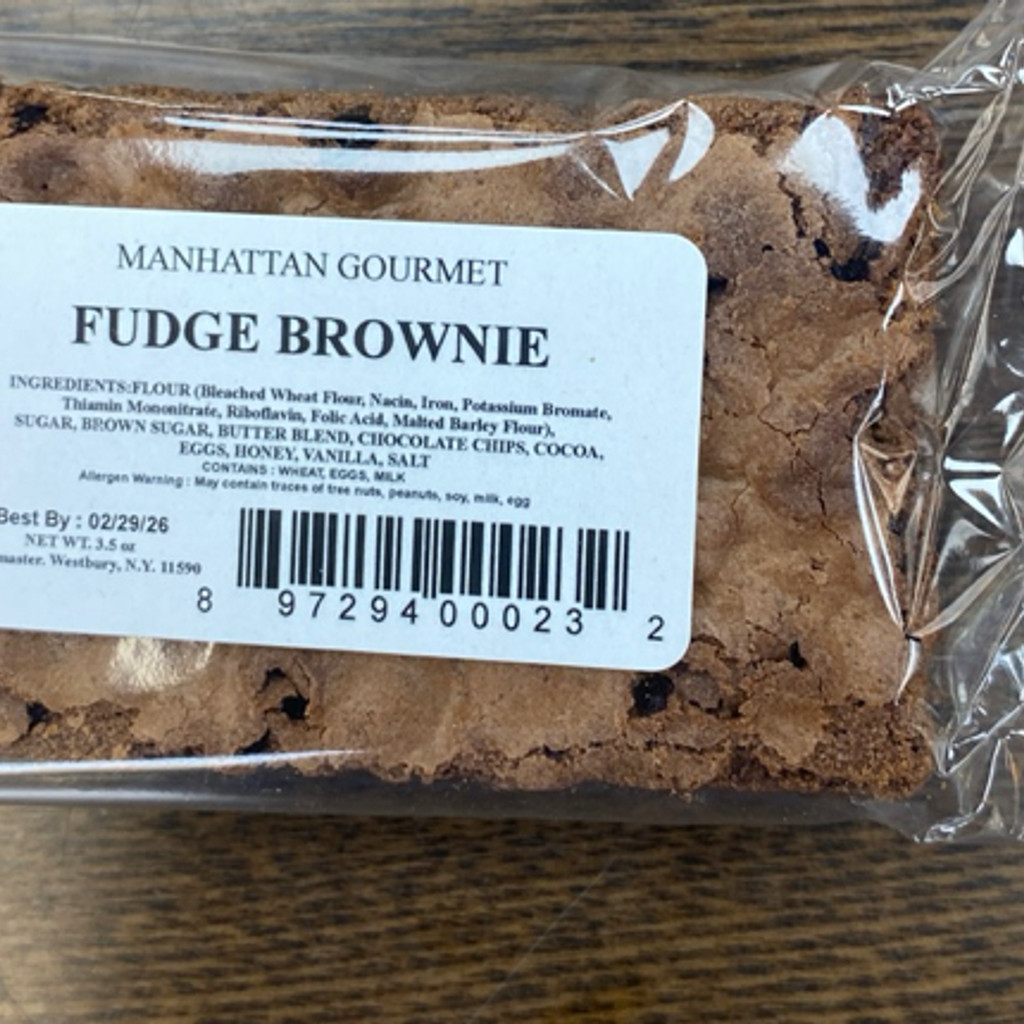 MANHATTAN GOURMET
FUDGE BROWNIE
INGREDIENTS:FLOUR (Bleached Wheat Flour, Nacin, Iron, Potassium Bromate,
Thiamin Mononitrate, Riboflavin, Folic Acid, Malted Barley Flour),
SUGAR, BROWN SUGAR, BUTTER BLEND, CHOCOLATE CHIPS, COCOA,
EGGS, HONEY, VANILLA, SALT
CONTAINS : WHEAT, EGGS, MILK
Allergen Warning : May contain traces of tree nuts, peanuts, soy, milk, egg
Best By : 02/29/26
NET WT. 3.5 oz
Westbury, N.Y. 11590
8 97294 00023 2